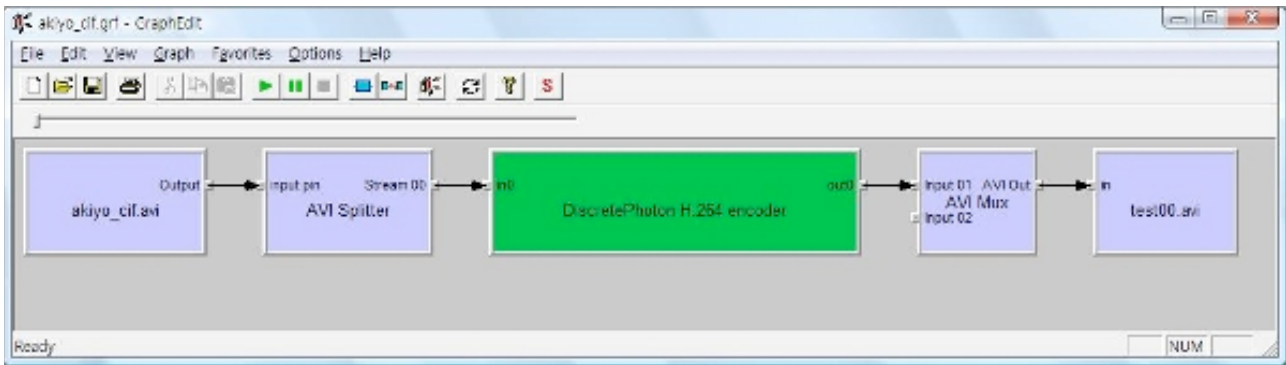 akiyo_cif.grf - GraphEdit
File Edit View Graph Favorites Options Help
S
Output
akiyo_cif.avi
Input pin Stream 00
AVI Splitter
in0 out0
DiscretePhoton H.264 encoder
Input 01 AVI Out
AVI Mux
Input 02
in
test00.avi
Ready NUM